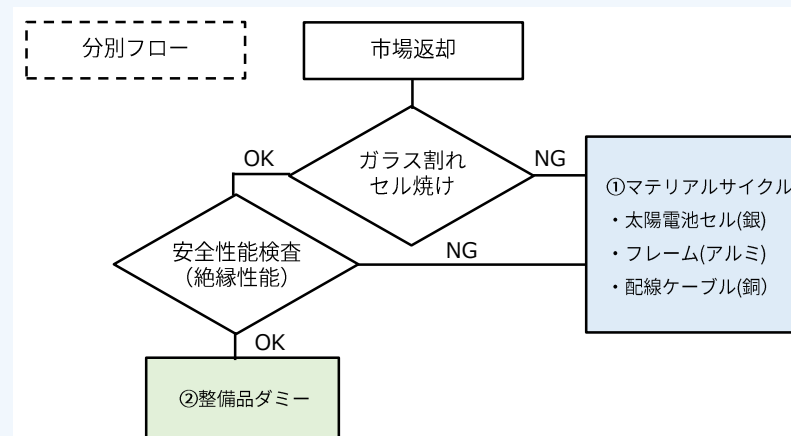 分別フロー
市場返却
ガラス割れ
セル焼け
OK
NG
①マテリアルサイクル
・太陽電池セル(銀)
・フレーム(アルミ)
・配線ケーブル(銅)
安全性能検査
(絶縁性能)
NG
OK
②整備品ダミー